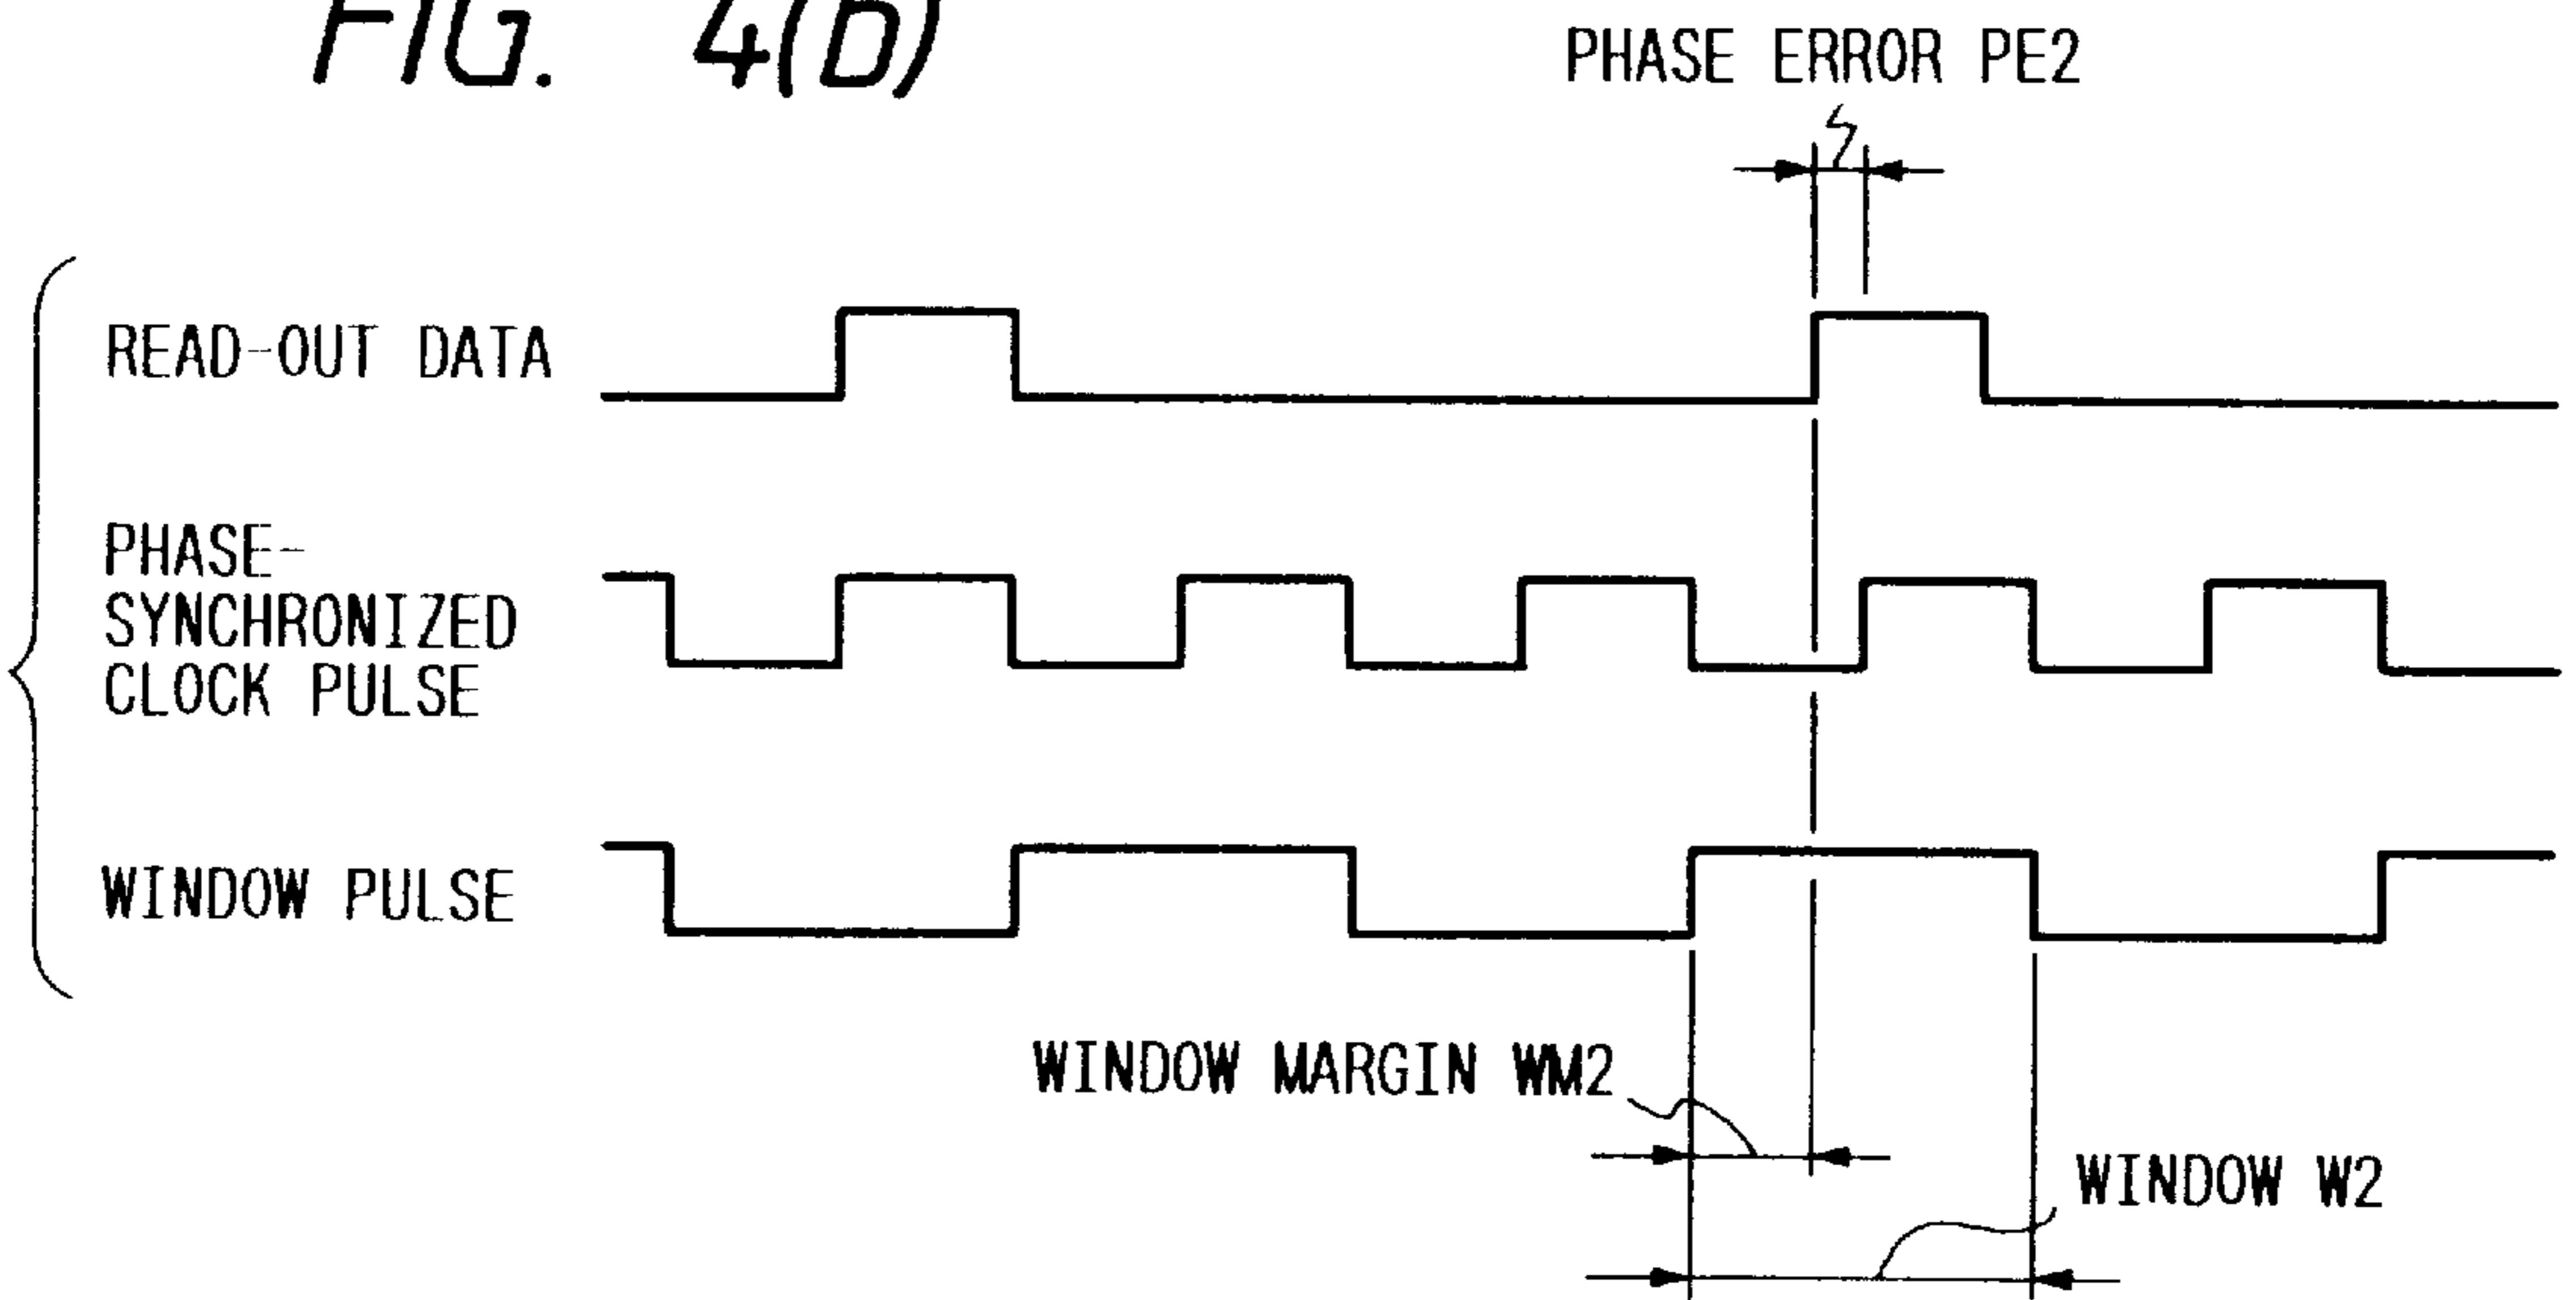 FIG. 4(b)
PHASE ERROR PE2
READ-OUT DATA
PHASE-
SYNCHRONIZED
CLOCK PULSE
WINDOW PULSE
WINDOW MARGIN WM2
WINDOW W2